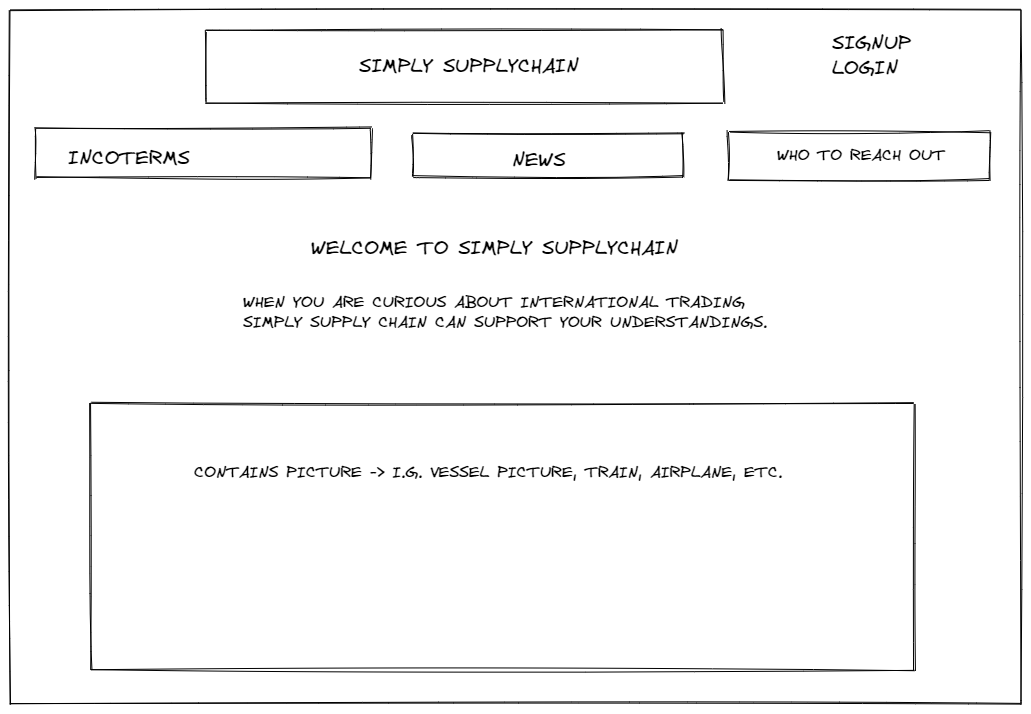 SIMPLY SUPPLYCHAIN
SIGNUP
LOGIN
INCOTERMS
NEWS
WHO TO REACH OUT
WELCOME TO SIMPLY SUPPLYCHAIN
WHEN YOU ARE CURIOUS ABOUT INTERNATIONAL TRADING,
SIMPLY SUPPLY CHAIN CAN SUPPORT YOUR UNDERSTANDINGS.
CONTAINS PICTURE -> I.G. VESSEL PICTURE, TRAIN, AIRPLANE, ETC.